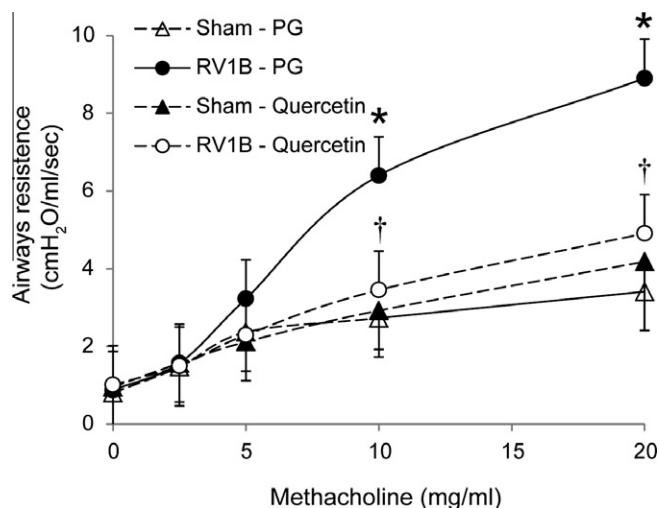 Airways resistence
(cmH₂O/ml/sec)
10
8
6
4
2
0
Sham - PG
RV1B - PG
Sham - Quercetin
RV1B - Quercetin
*
*
†
†
0
5
10
15
20
Methacholine (mg/ml)